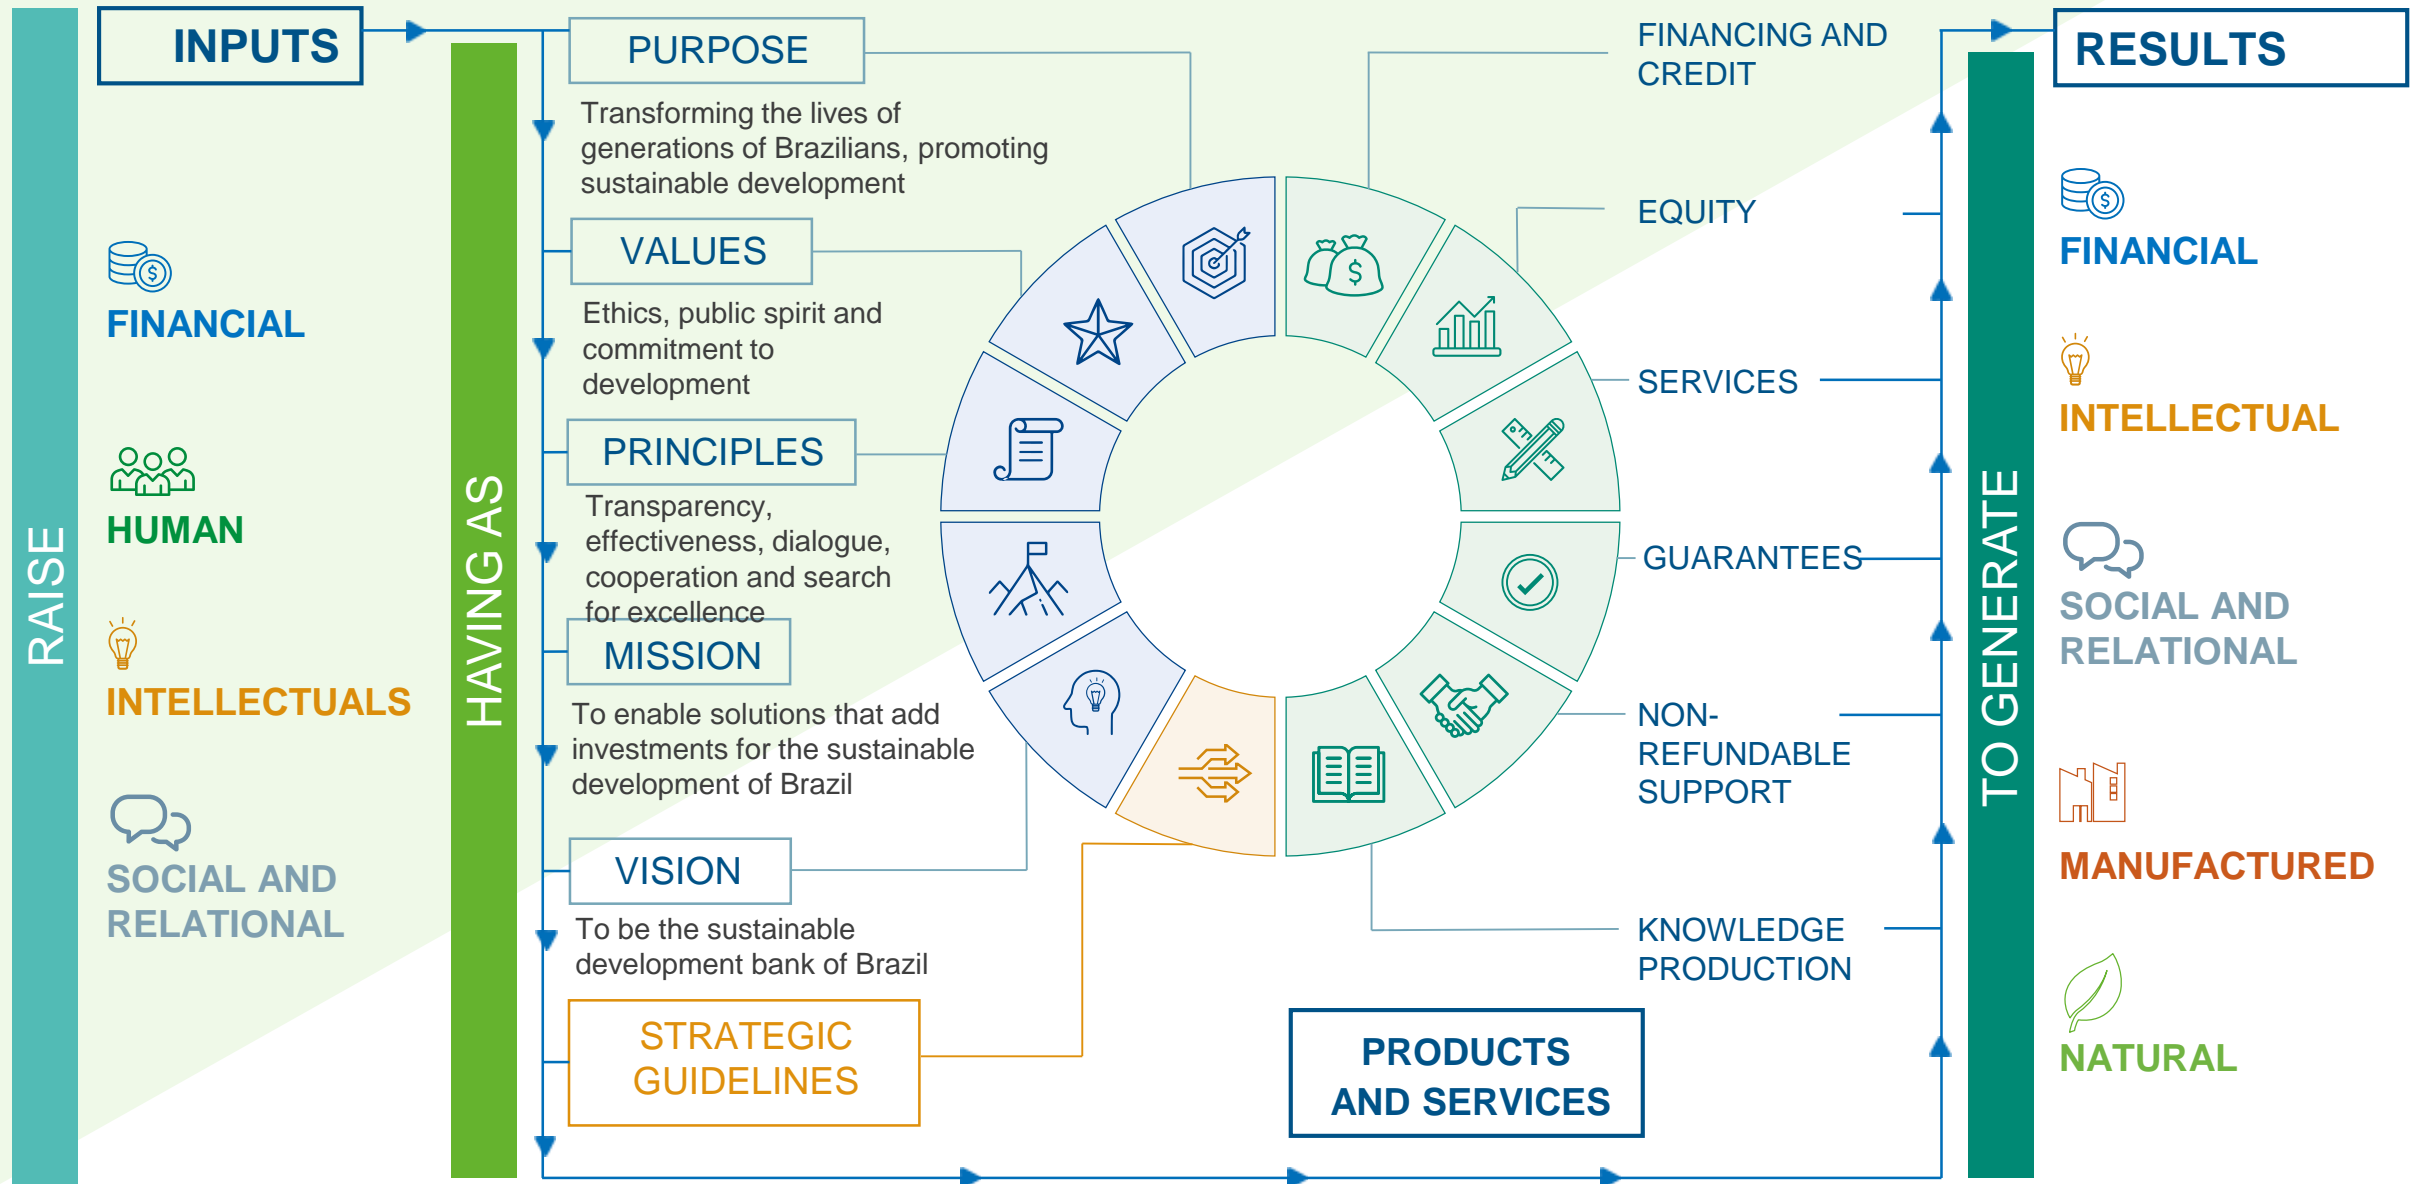 RAISE
INPUTS
FINANCIAL
HUMAN
INTELLECTUALS
SOCIAL AND
RELATIONAL
HAVING AS
PURPOSE
Transforming the lives of
generations of Brazilians, promoting
sustainable development
VALUES
Ethics, public spirit and
commitment to
development
PRINCIPLES
Transparency,
effectiveness, dialogue,
cooperation and search
for excellence
MISSION
To enable solutions that add
investments for the sustainable
development of Brazil
VISION
To be the sustainable
development bank of Brazil
STRATEGIC
GUIDELINES
FINANCING AND
CREDIT
EQUITY
SERVICES
GUARANTEES
NON-
REFUNDABLE
SUPPORT
KNOWLEDGE
PRODUCTION
PRODUCTS
AND SERVICES
TO GENERATE
RESULTS
FINANCIAL
INTELLECTUAL
SOCIAL AND
RELATIONAL
MANUFACTURED
NATURAL